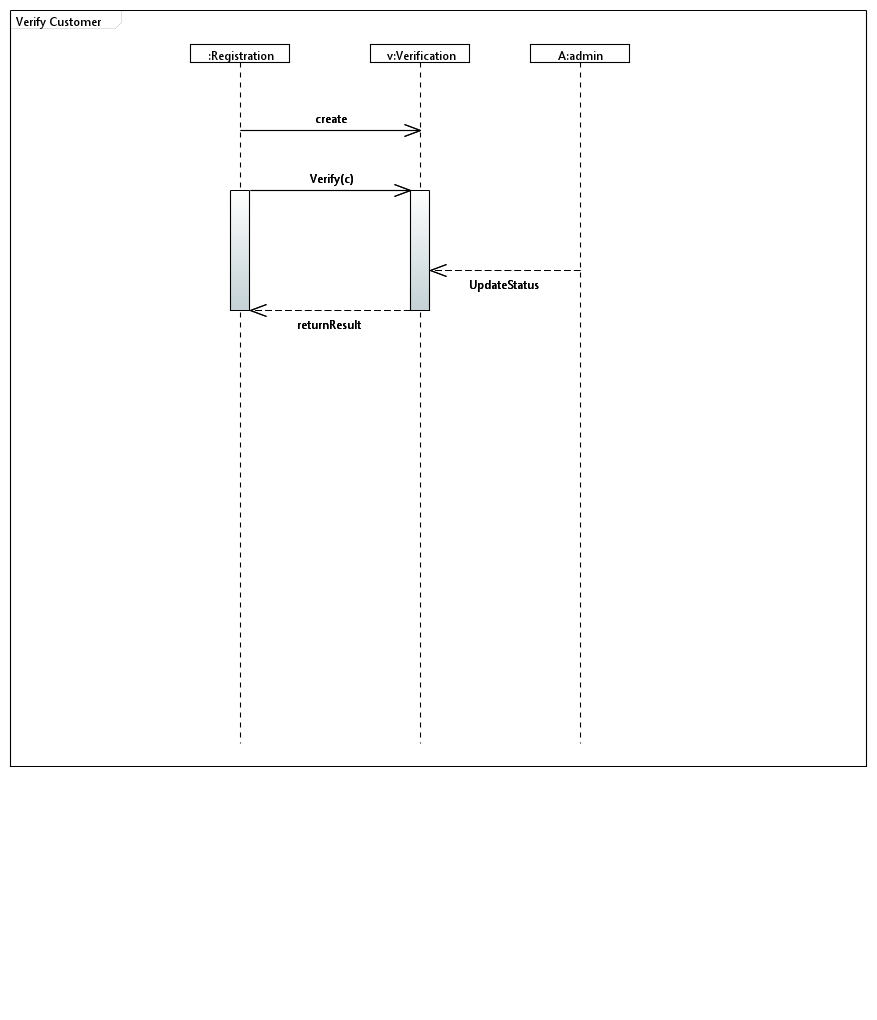 Verify Customer
:Registration
v:Verification
A:admin
create
Verify(c)
UpdateStatus
returnResult